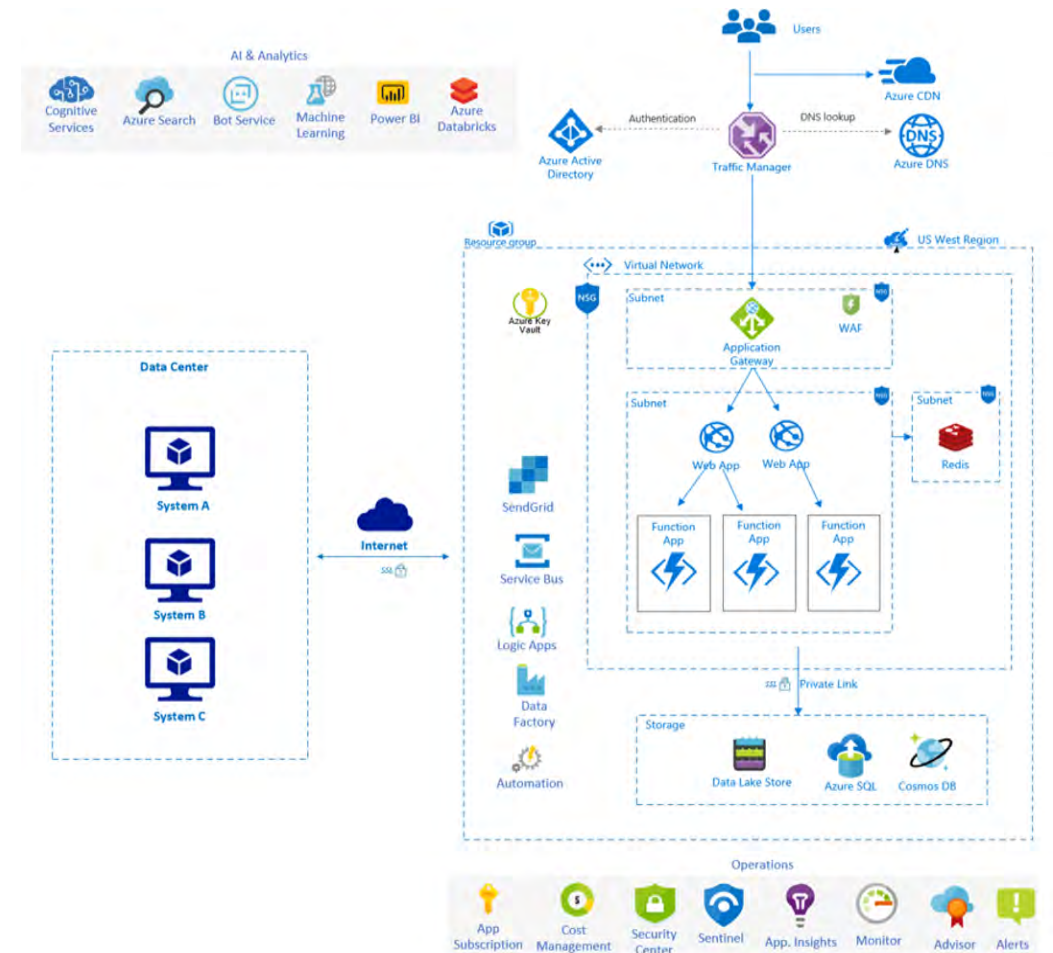 Users
AI & Analytics
Cognitive
Services
Azure Search
Bot Service
Machine
Learning
Power BI
Azure
Databricks
Azure CDN
Authentication
DNS lookup
DNS
Azure Active
Directory
Traffic Manager
Azure DNS
Resource group
US West Region
Virtual Network
NSG
Subnet
NSG
Azure Key
Vault
WAF
Application
Gateway
Data Center
Subnet
NSG
Subnet
NSG
Web App
Web App
Redis
System A
SendGrid
Function
App
Function
App
Function
App
Internet
SSL
Service Bus
System B
Logic Apps
SSL
Private Link
System C
Data
Factory
Storage
Automation
Data Lake Store
Azure SQL
Cosmos DB
Operations
App
Subscription
Cost
Management
Security
Center
Sentinel
App. Insights
Monitor
Advisor
Alerts